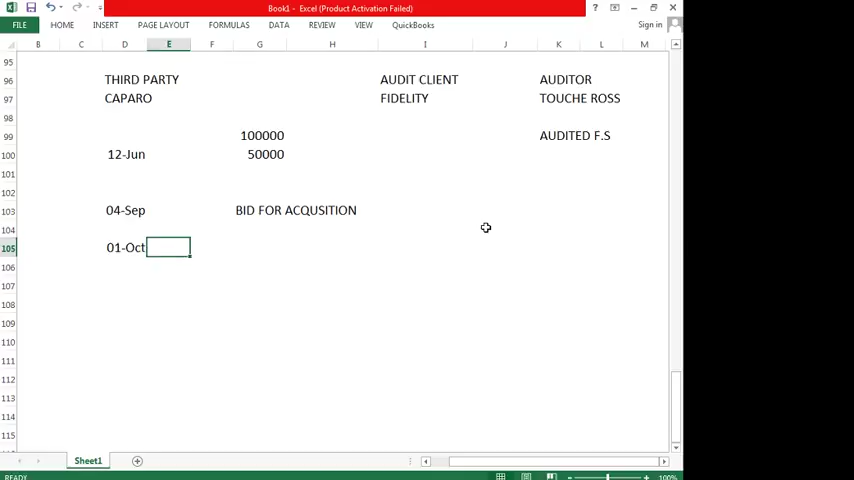 Book1 - Excel (Product Activation Failed)
FILE HOME INSERT PAGE LAYOUT FORMULAS DATA REVIEW VIEW QuickBooks Sign in
B C D E F G H I J K L M
95
96 THIRD PARTY AUDIT CLIENT AUDITOR
97 CAPARO FIDELITY TOUCHE ROSS
98
99 100000 AUDITED F.S
100 12-Jun 50000
101
102
103 04-Sep BID FOR ACQUSITION
104
105 01-Oct
106
107
108
109
110
111
112
113
114
115
Sheet1
READY 100%